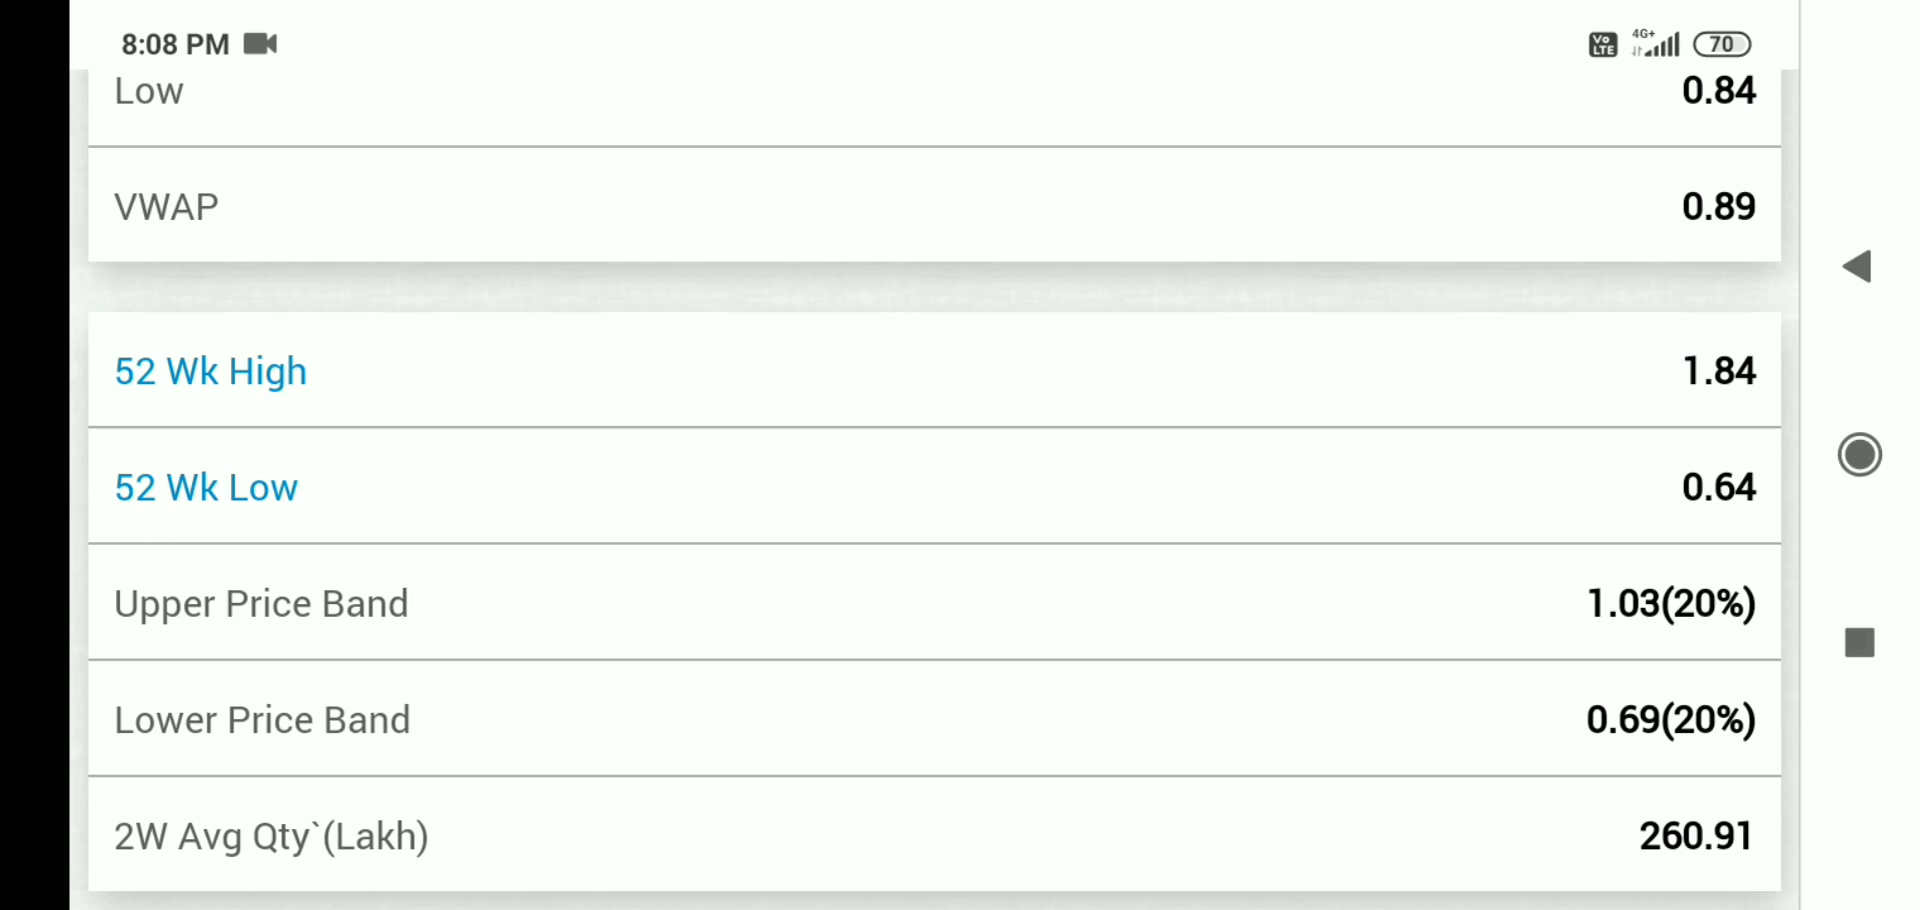 8:08 PM Vo LTE 4G+ 70
Low 0.84
VWAP 0.89
52 Wk High 1.84
52 Wk Low 0.64
Upper Price Band 1.03(20%)
Lower Price Band 0.69(20%)
2W Avg Qty`(Lakh) 260.91